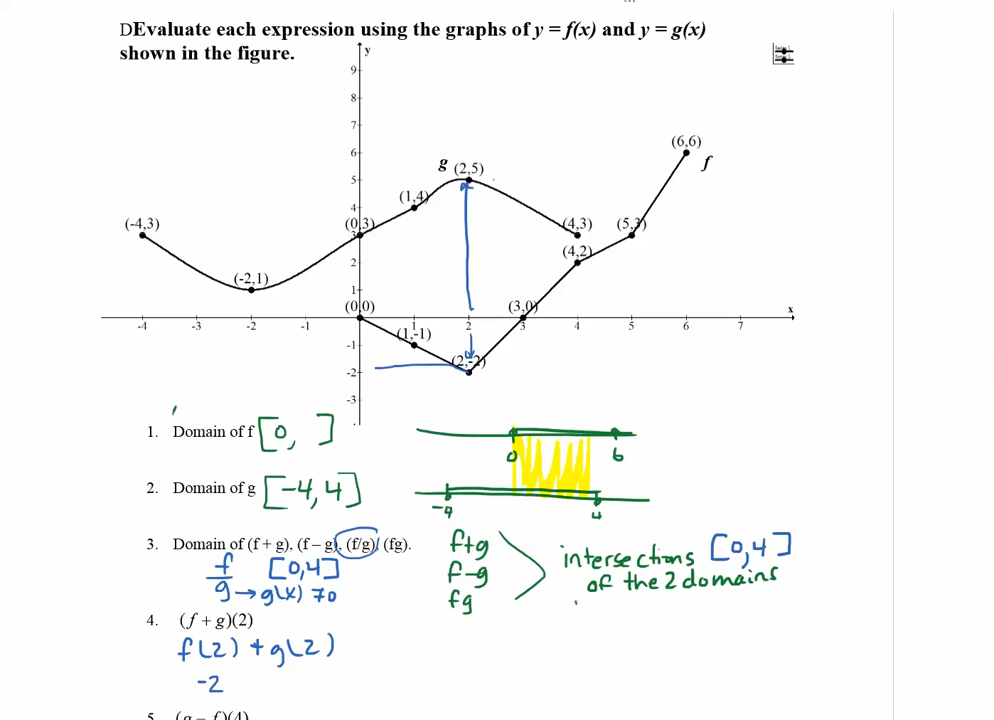 DEvaluate each expression using the graphs of y = f(x) and y = g(x)
shown in the figure.
y
9
8
7
6
5
4
3
2
1
-1
-2
-3
-4 -3 -2 -1 2 3 4 5 6 7
x
(6,6)
f
g (2,5)
(1,4)
(-4,3)
(0,3)
(4,3)
(5,3)
(4,2)
(-2,1)
(0,0)
(3,0)
(1,-1)
(2,-2)
1. Domain of f [0, ]
0 6
2. Domain of g [-4,4]
-4 4
3. Domain of (f + g), (f – g), (f/g), (fg).
f/g [0,4]
→ g(x) ≠0
f+g
f-g
fg
intersections [0,4]
of the 2 domains
4. (f + g)(2)
f(2) + g(2)
-2
5. (g – f)(4)